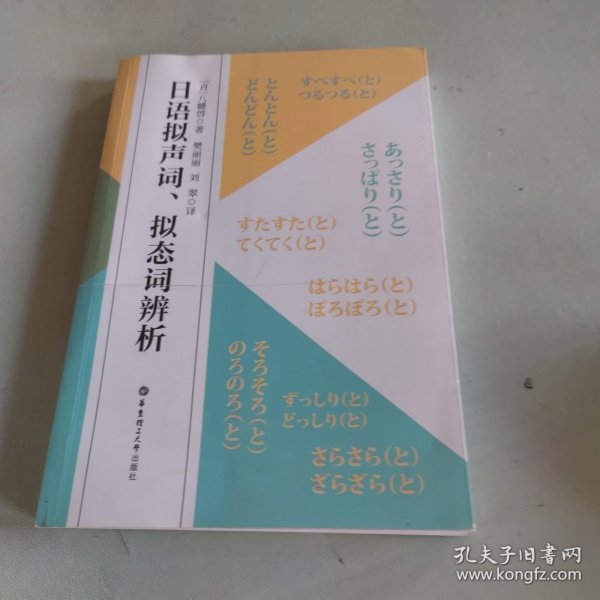 日语拟声词、拟态词辨析
[日]八幡啓◎著 樊丽丽 刘翠◎译
华东理工大学出版社
すべすべ(と)
つるつる(と)
とんとん(と)
どんどん(と)
あっさり(と)
さっぱり(と)
すたすた(と)
てくてく(と)
はらはら(と)
ぽろぽろ(と)
そろそろ(と)
のろのろ(と)
ずっしり(と)
どっしり(と)
さらさら(と)
ざらざら(と)
孔夫子旧书网
www.kongfz.com